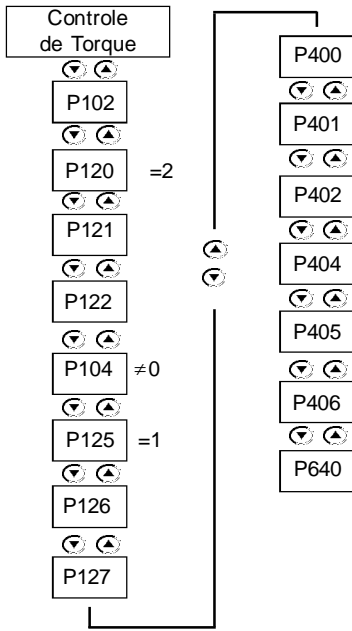 Controle
de Torque
P102
P120 =2
P121
P122
P104 ≠0
P125 =1
P126
P127
P400
P401
P402
P404
P405
P406
P640